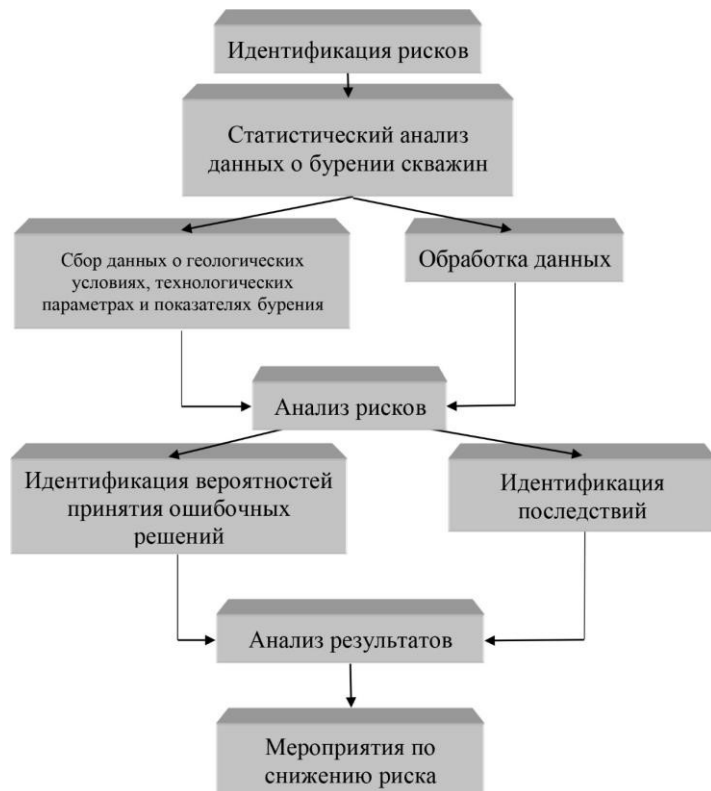 Идентификация рисков
Статистический анализ
данных о бурении скважин
Сбор данных о геологических
условиях, технологических
параметрах и показателях бурения
Обработка данных
Анализ рисков
Идентификация вероятностей
принятия ошибочных
решений
Идентификация
последствий
Анализ результатов
Мероприятия по
снижению риска